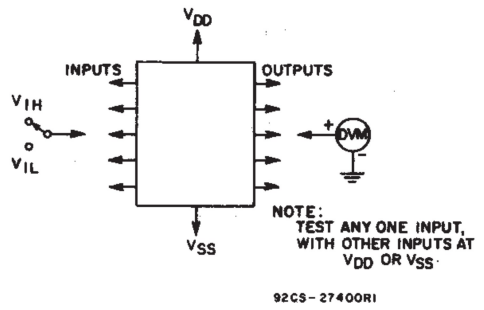 VDD
INPUTS
OUTPUTS
VIH
VIL
+
DVM
-
VSS
NOTE:
TEST ANY ONE INPUT,
WITH OTHER INPUTS AT
VDD OR VSS.
92CS-27400R1